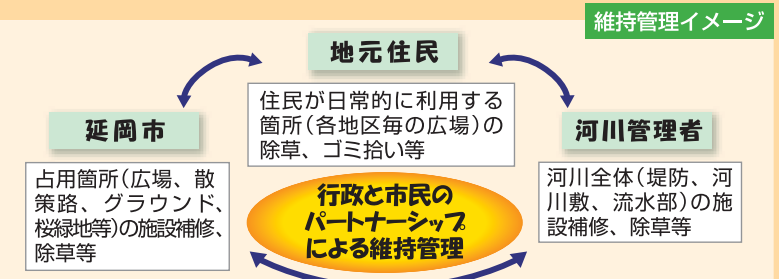 維持管理イメージ
地元住民
住民が日常的に利用する
箇所(各地区毎の広場)の
除草、ゴミ拾い等
延岡市
占用箇所(広場、散
策路、グラウンド、
桜緑地等)の施設補修、
除草等
河川管理者
河川全体(堤防、河
川敷、流水部)の施
設補修、除草等
行政と市民の
パートナーシップ
による維持管理